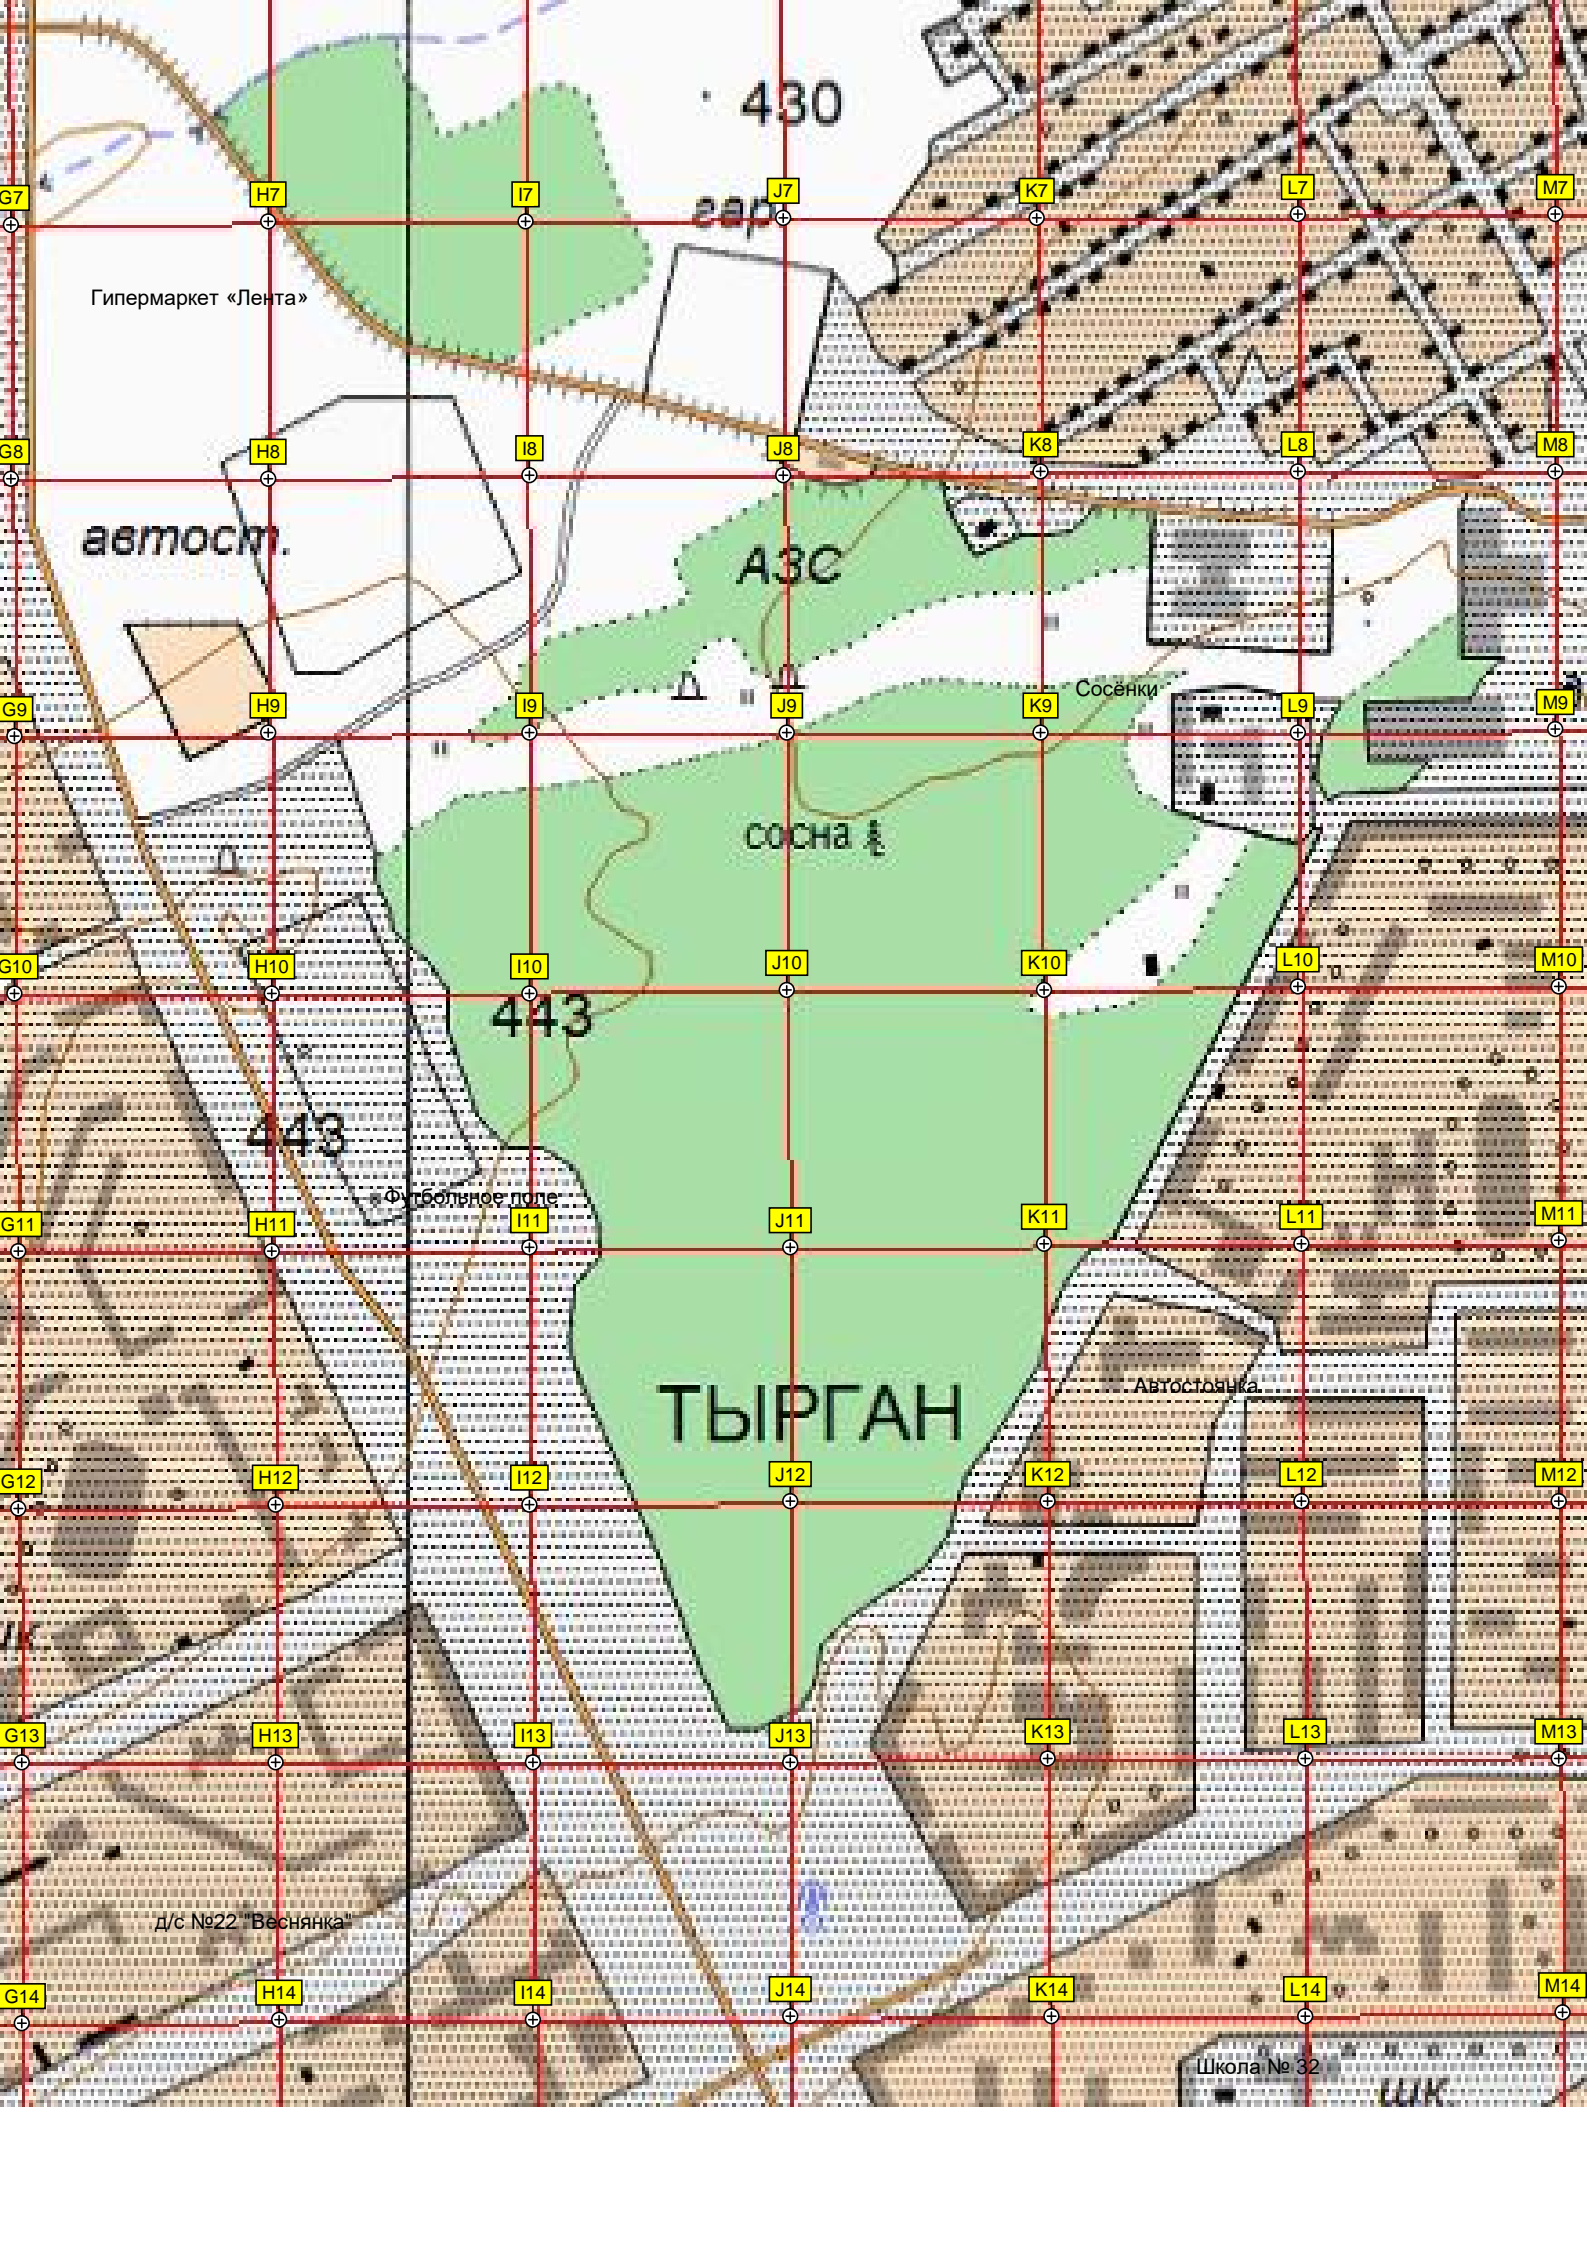 430
G7 H7 I7 J7 K7 L7 M7
гар
Гипермаркет «Лента»
G8 H8 I8 J8 K8 L8 M8
автост.
АЗС
Сосёнки
G9 H9 I9 J9 K9 L9 M9
сосна
G10 H10 I10 J10 K10 L10 M10
443
443
Футбольное поле
G11 H11 I11 J11 K11 L11 M11
Автостоянка
ТЫРГАН
G12 H12 I12 J12 K12 L12 M12
G13 H13 I13 J13 K13 L13 M13
д/с №22 "Веснянка"
G14 H14 I14 J14 K14 L14 M14
Школа № 32
шк